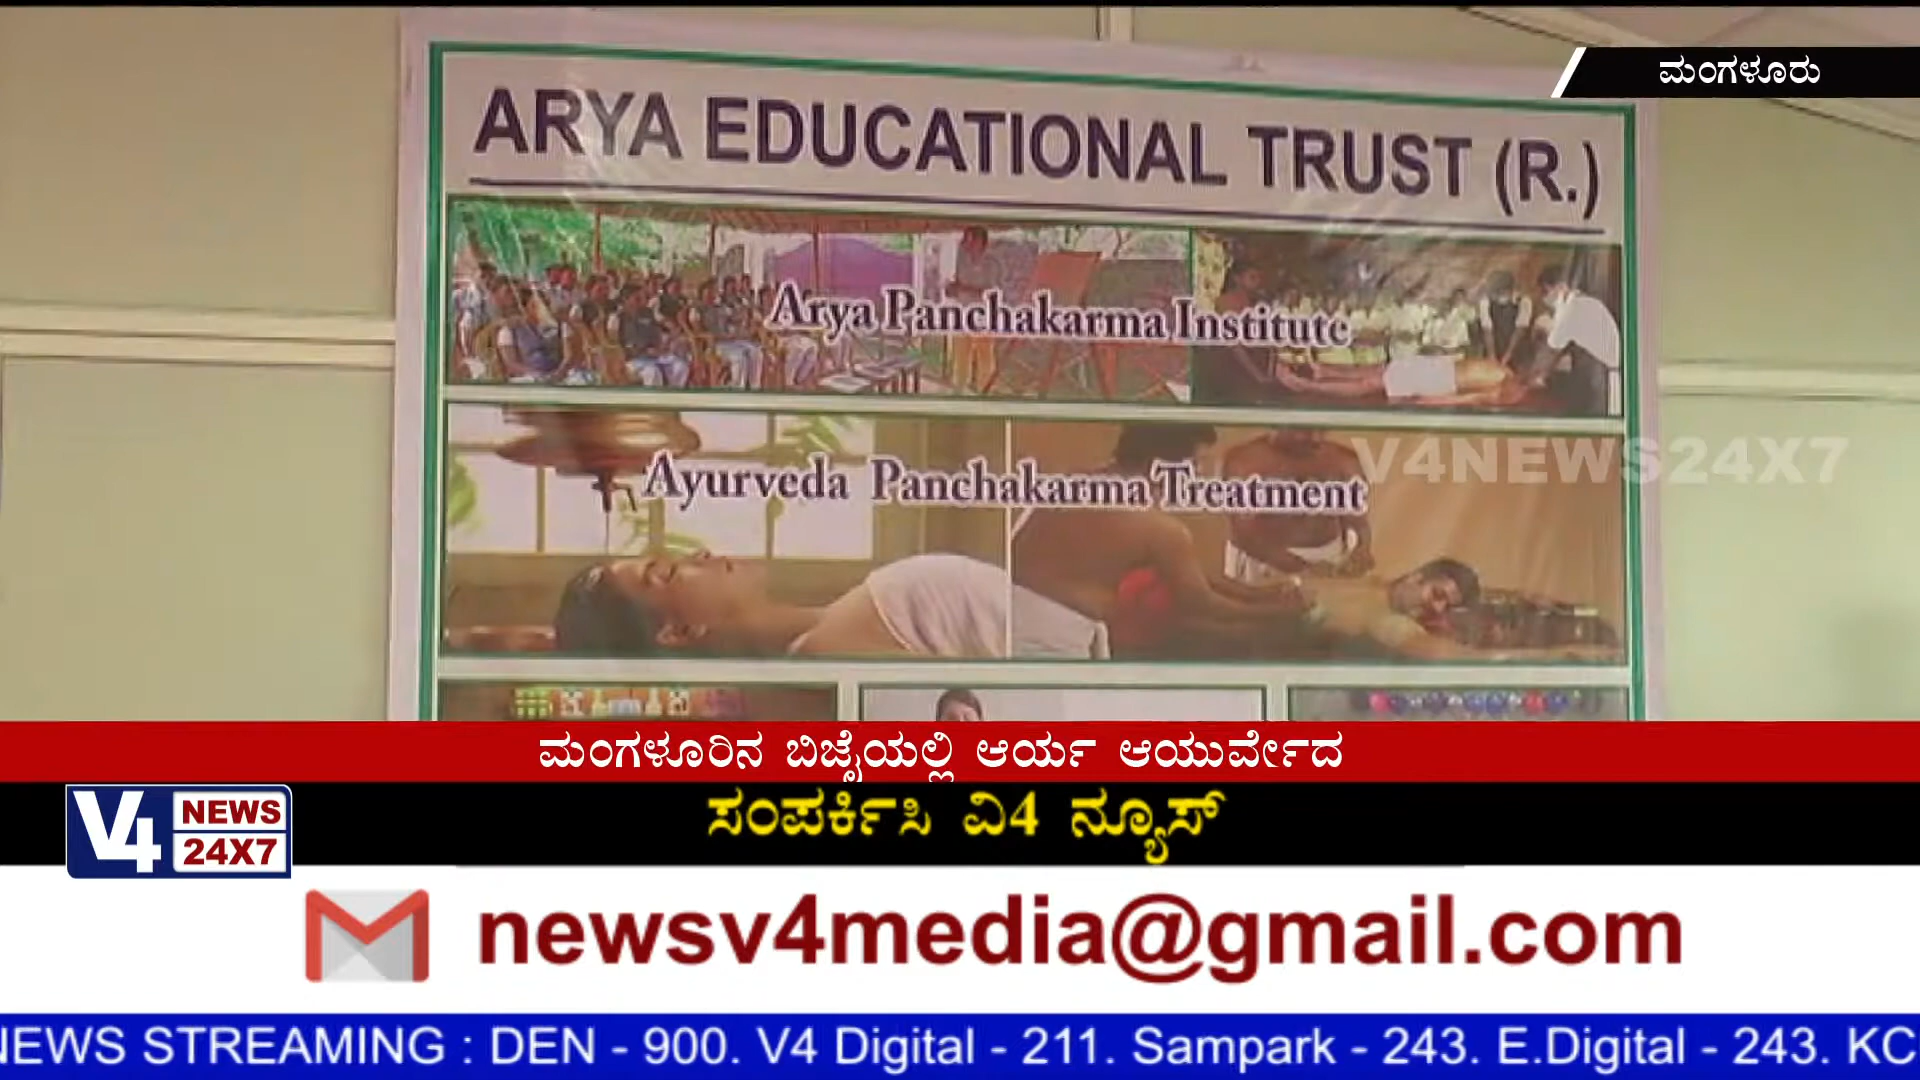 ಮಂಗಳೂರು
ARYA EDUCATIONAL TRUST (R.)
Arya Panchakarma Institute
V4NEWS24X7
Ayurveda Panchakarma Treatment
ಮಂಗಳೂರಿನ ಬಿಜೈಯಲ್ಲಿ ಆರ್ಯ ಆಯುರ್ವೇದ
V4 NEWS 24X7
ಸಂಪರ್ಕಿಸಿ ವಿ4 ನ್ಯೂಸ್
newsv4media@gmail.com
NEWS STREAMING : DEN - 900. V4 Digital - 211. Sampark - 243. E.Digital - 243. KC